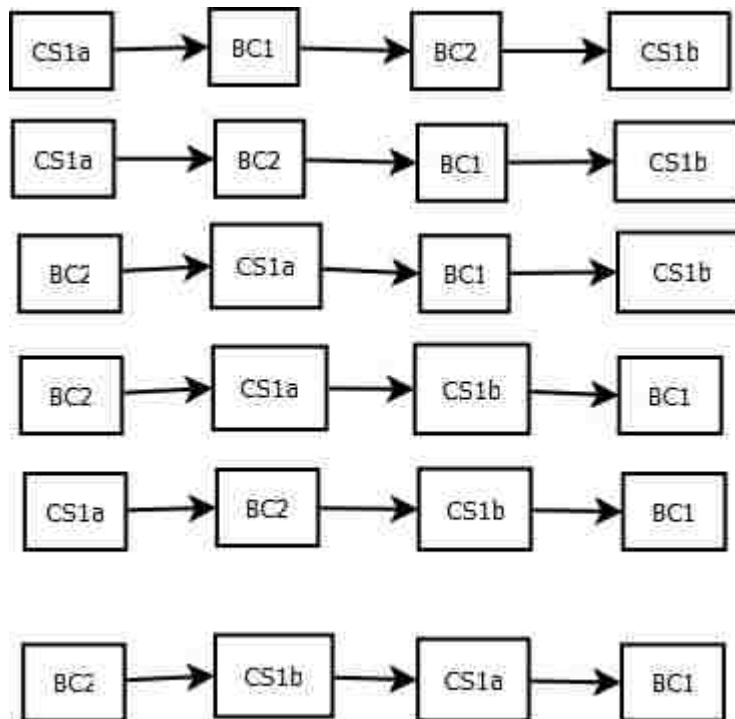 CS1a BC1 BC2 CS1b
CS1a BC2 BC1 CS1b
BC2 CS1a BC1 CS1b
BC2 CS1a CS1b BC1
CS1a BC2 CS1b BC1
BC2 CS1b CS1a BC1